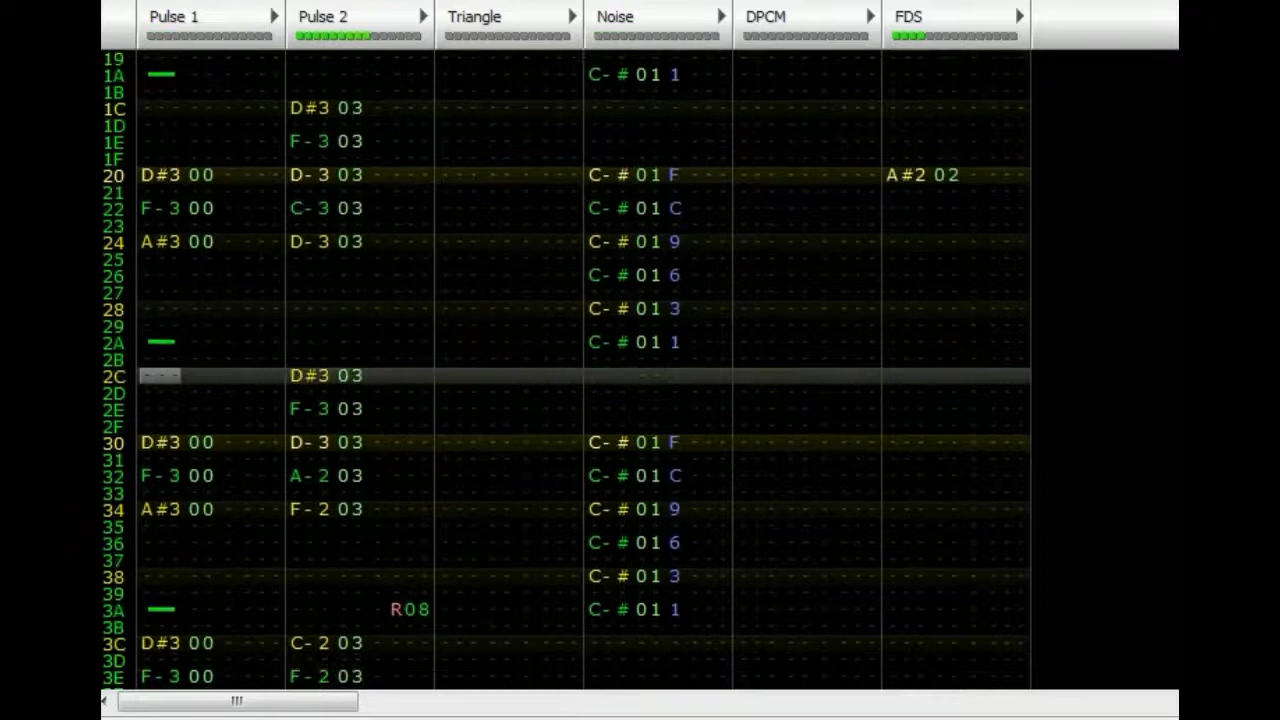 Pulse 1 Pulse 2 Triangle Noise DPCM FDS
19
1A C- # 01 1
1B
1C D#3 03
1D
1E F-3 03
1F
20 D#3 00 D-3 03 C- # 01 F A#2 02
21
22 F-3 00 C-3 03 C- # 01 C
23
24 A#3 00 D-3 03 C- # 01 9
25
26 C- # 01 6
27
28 C- # 01 3
29
2A C- # 01 1
2B
2C D#3 03
2D
2E F-3 03
2F
30 D#3 00 D-3 03 C- # 01 F
31
32 F-3 00 A-2 03 C- # 01 C
33
34 A#3 00 F-2 03 C- # 01 9
35
36 C- # 01 6
37
38 C- # 01 3
39
3A R08 C- # 01 1
3B
3C D#3 00 C-2 03
3D
3E F-3 00 F-2 03